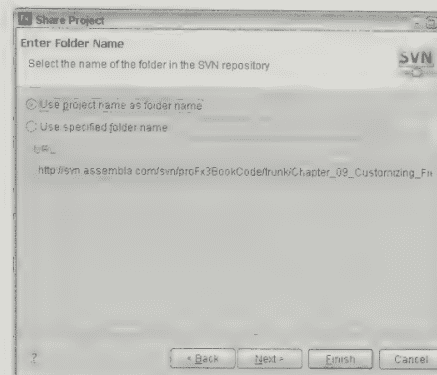 Share Project
Enter Folder Name
Select the name of the folder in the SVN repository
SVN
Use project name as folder name
Use specified folder name
URL
http://svn.assembla.com/svn/proFx3BookCode/trunk/Chapter_09_Customizing_Fle
? < Back Next > Finish Cancel